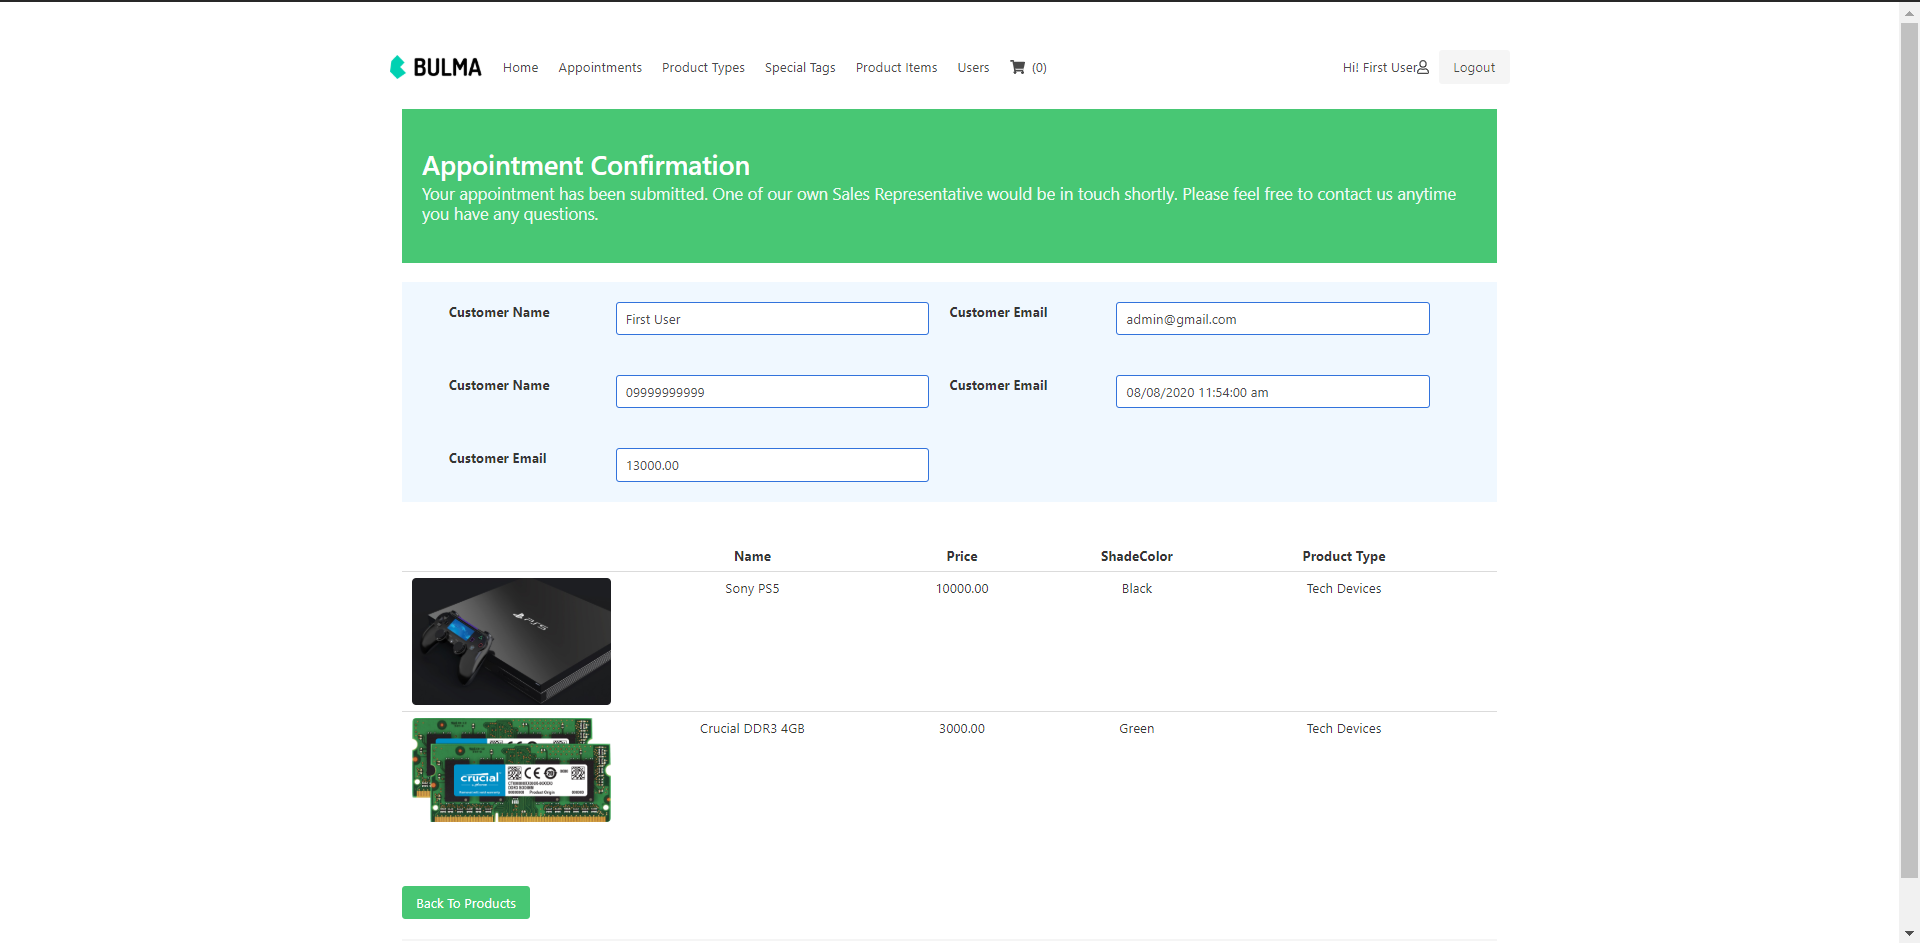 BULMA Home Appointments Product Types Special Tags Product Items Users (0) Hi! First User Logout
Appointment Confirmation
Your appointment has been submitted. One of our own Sales Representative would be in touch shortly. Please feel free to contact us anytime
you have any questions.
Customer Name First User Customer Email admin@gmail.com
Customer Name 09999999999 Customer Email 08/08/2020 11:54:00 am
Customer Email 13000.00
Name Price ShadeColor Product Type
Sony PS5 10000.00 Black Tech Devices
PS5
Crucial DDR3 4GB 3000.00 Green Tech Devices
crucial
Back To Products